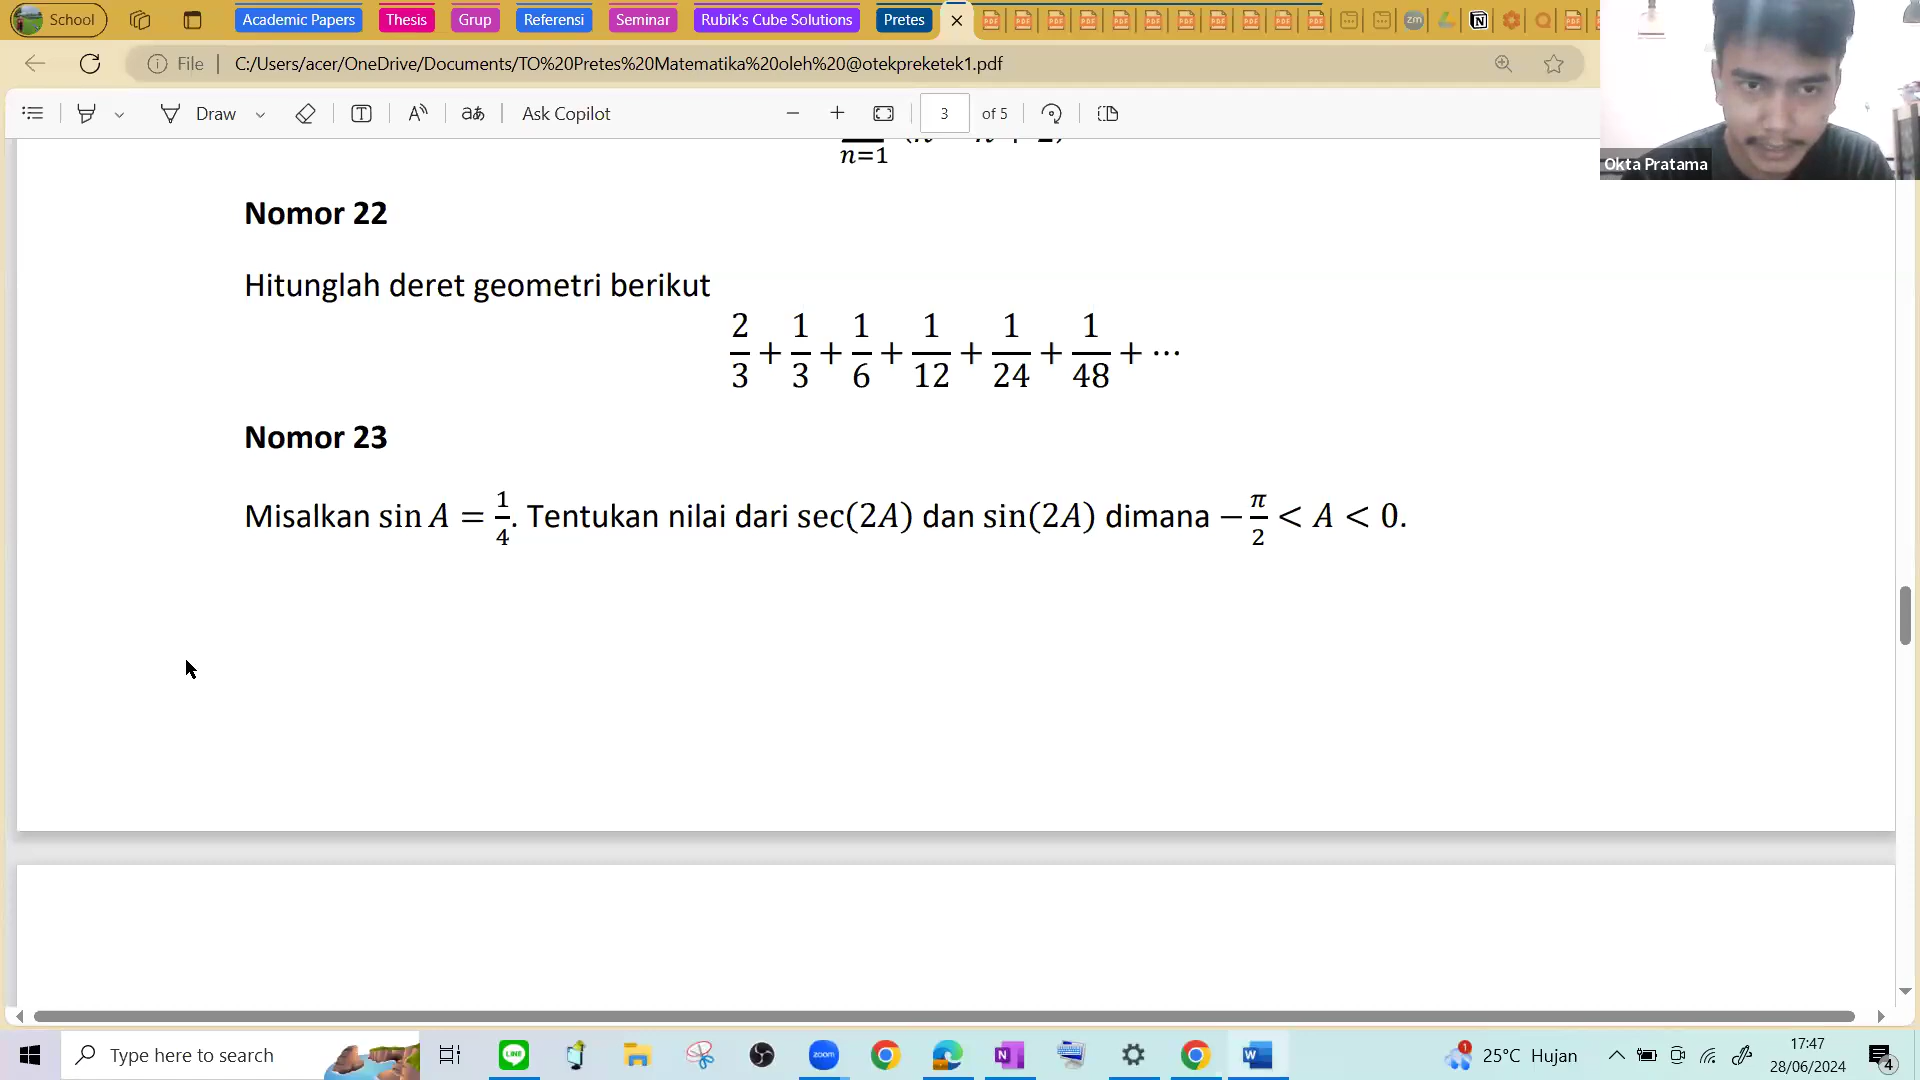 School
Academic Papers
Thesis
Grup
Referensi
Seminar
Rubik's Cube Solutions
Pretes
File
C:/Users/acer/OneDrive/Documents/TO%20Pretes%20Matematika%20oleh%20@otekpreketek1.pdf
Draw
Ask Copilot
3
of 5
Okta Pratama
n=1
Nomor 22
Hitunglah deret geometri berikut
2/3 + 1/3 + 1/6 + 1/12 + 1/24 + 1/48 + ⋯
Nomor 23
Misalkan sin A = 1/4. Tentukan nilai dari sec(2A) dan sin(2A) dimana −π/2 < A < 0.
Type here to search
LINE
zoom
25°C Hujan
17:47
28/06/2024
4